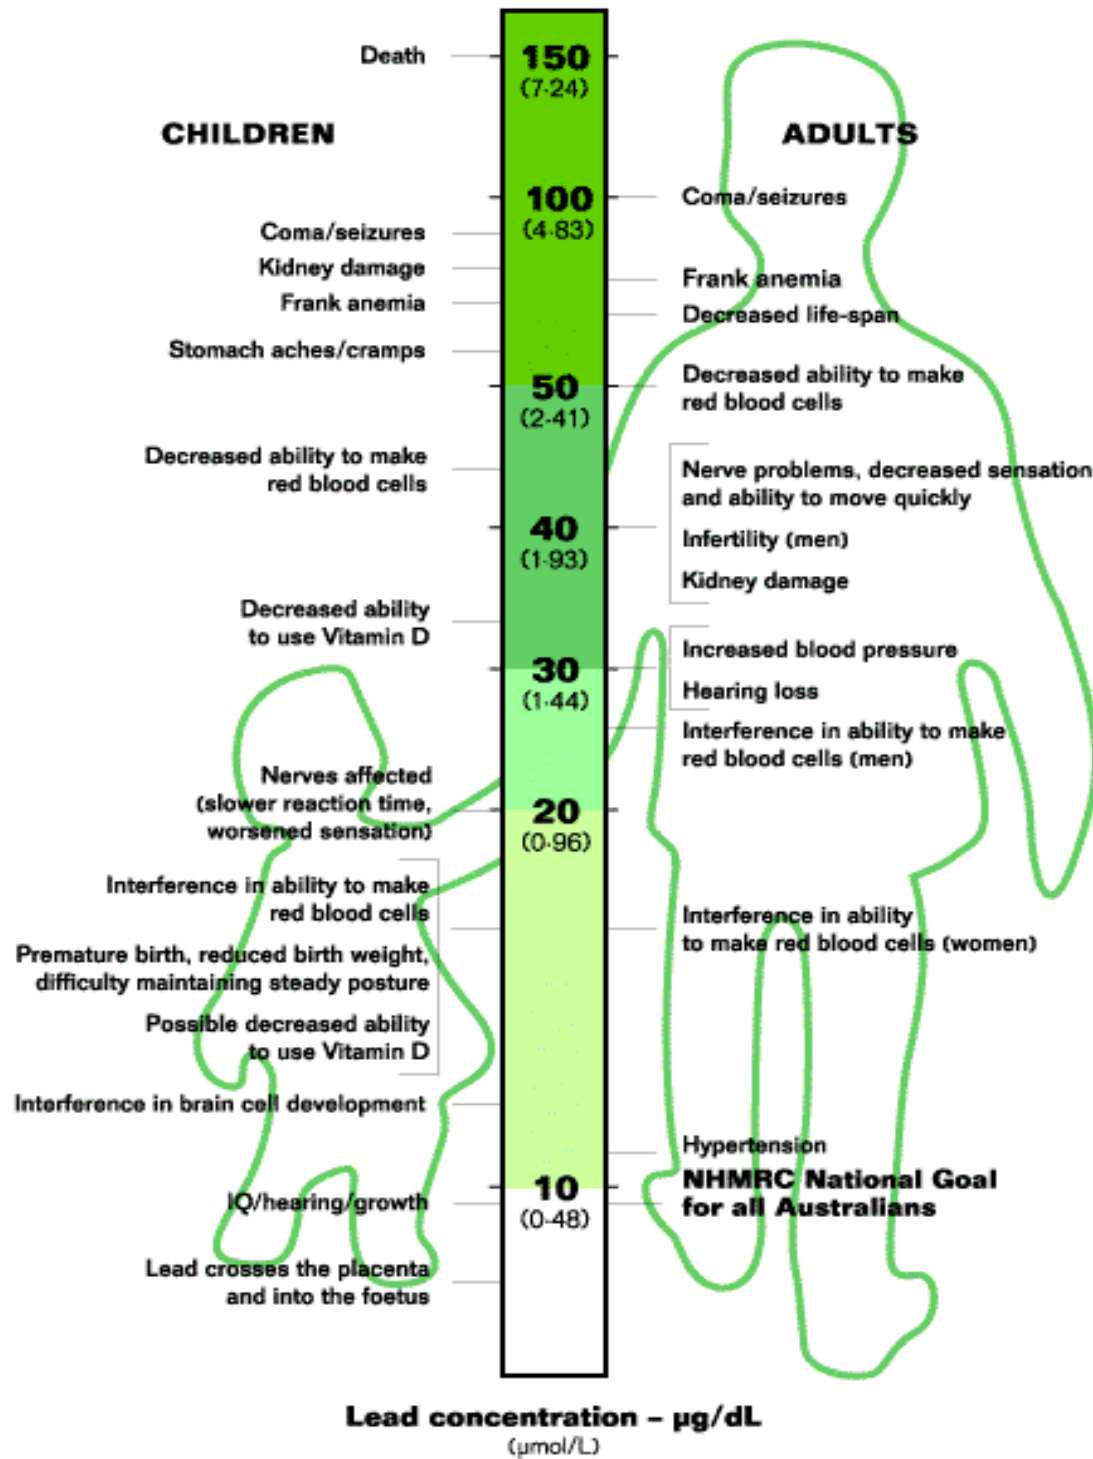 Death
CHILDREN
Coma/seizures
Kidney damage
Frank anemia
Stomach aches/cramps
Decreased ability to make
red blood cells
Decreased ability
to use Vitamin D
Nerves affected
(slower reaction time,
worsened sensation)
Interference in ability to make
red blood cells
Premature birth, reduced birth weight,
difficulty maintaining steady posture
Possible decreased ability
to use Vitamin D
Interference in brain cell development
IQ/hearing/growth
Lead crosses the placenta
and into the foetus
150
(7·24)
100
(4·83)
50
(2·41)
40
(1·93)
30
(1·44)
20
(0·96)
10
(0·48)
ADULTS
Coma/seizures
Frank anemia
Decreased life-span
Decreased ability to make
red blood cells
Nerve problems, decreased sensation
and ability to move quickly
Infertility (men)
Kidney damage
Increased blood pressure
Hearing loss
Interference in ability to make
red blood cells (men)
Interference in ability
to make red blood cells (women)
Hypertension
NHMRC National Goal
for all Australians
Lead concentration – µg/dL
(µmol/L)